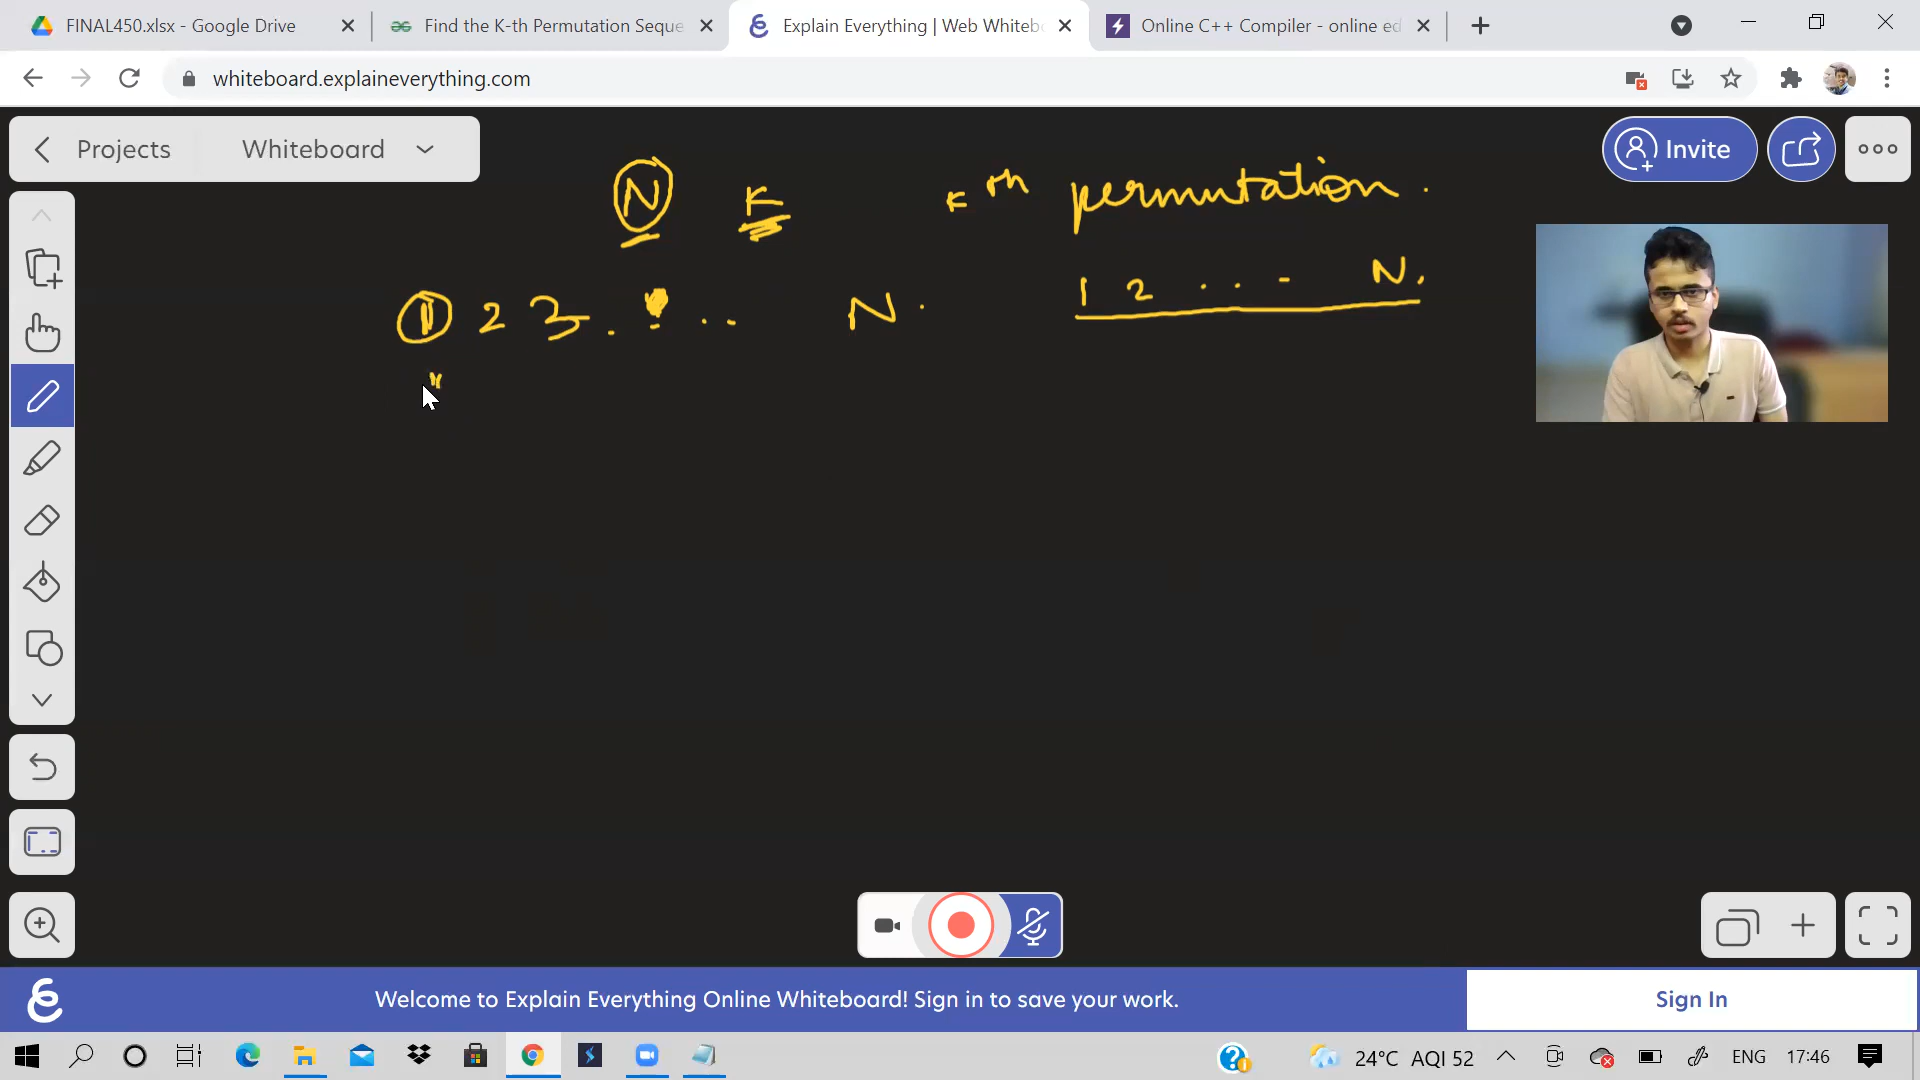 FINAL450.xlsx - Google Drive
Find the K-th Permutation Seque
Explain Everything | Web Whitebo
Online C++ Compiler - online ed
whiteboard.explaineverything.com
Projects Whiteboard
Invite
N K Kth permutation.
1 2 ... - N.
1 2 3 . . . . N.
"
Welcome to Explain Everything Online Whiteboard! Sign in to save your work.
Sign In
24°C AQI 52 ENG 17:46